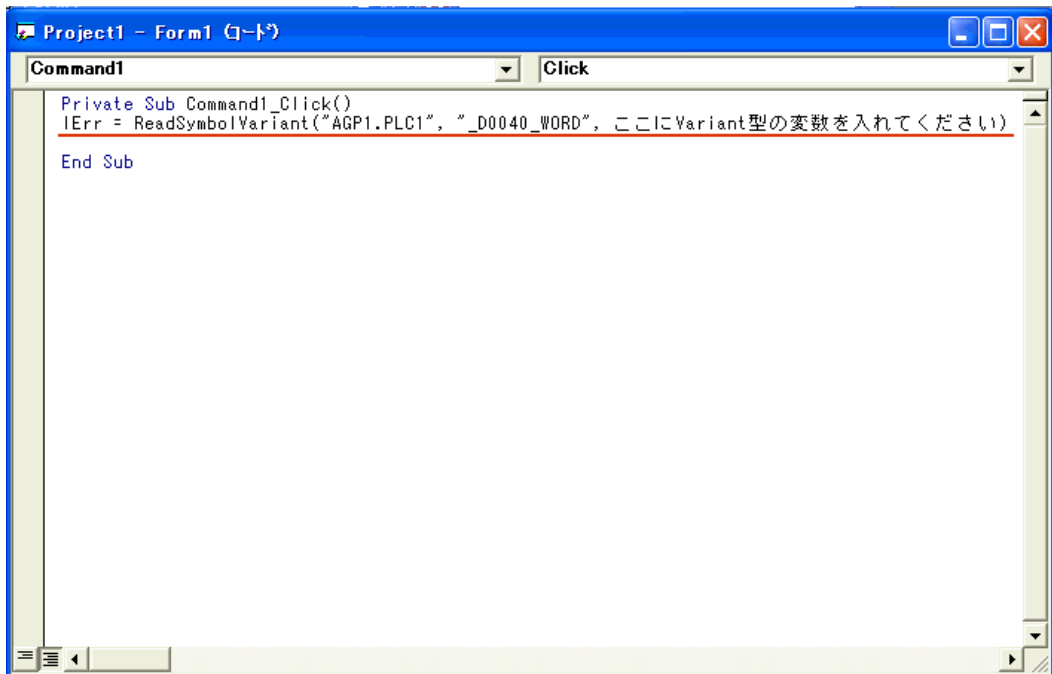 Project1 - Form1 (コード)
Command1
Click
Private Sub Command1_Click()
lErr = ReadSymbolVariant("AGP1.PLC1", "_D0040_WORD", ここにVariant型の変数を入れてください)
End Sub